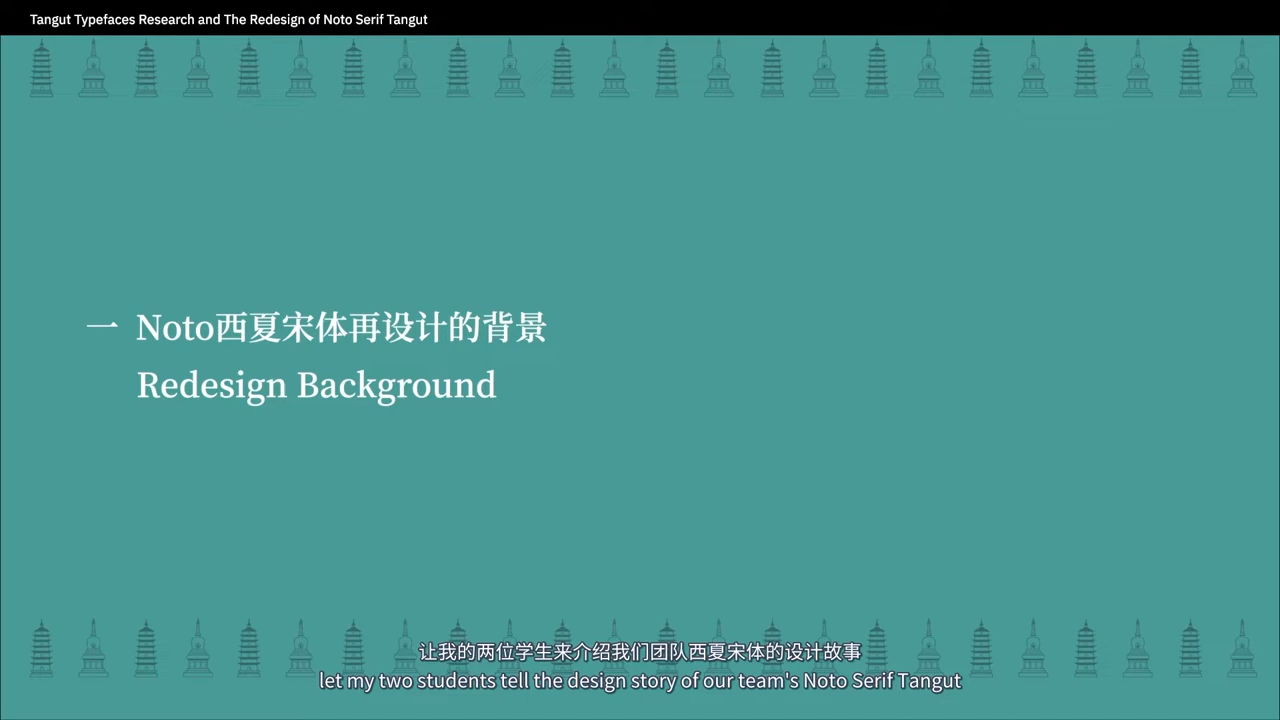 Tangut Typefaces Research and The Redesign of Noto Serif Tangut
一 Noto西夏宋体再设计的背景
Redesign Background
让我的两位学生来介绍我们团队西夏宋体的设计故事
let my two students tell the design story of our team's Noto Serif Tangut